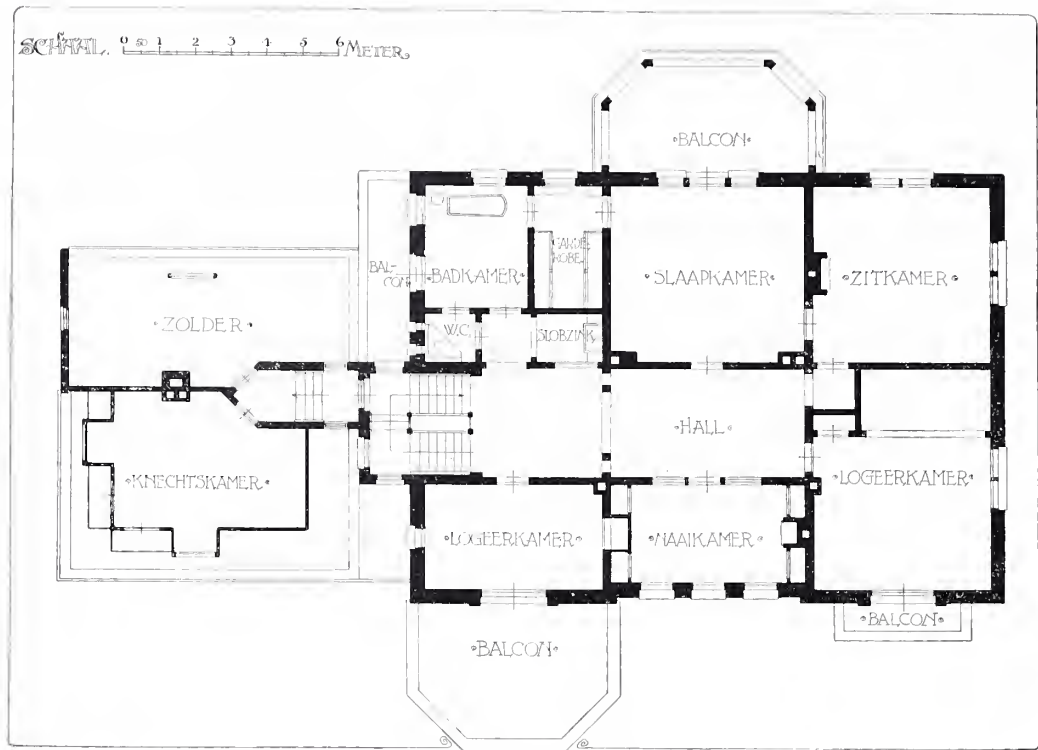 SCHAAL. 0 50 1 2 3 4 5 6 METER.
BALCON
BAL-
CON
BADKAMER
GARDE
ROBE
SLAAPKAMER
ZITKAMER
ZOLDER
W.C.
SLOBZINK
HALL
KNECHTSKAMER
LOGEERKAMER
LOGEERKAMER
NAAIKAMER
BALCON
BALCON